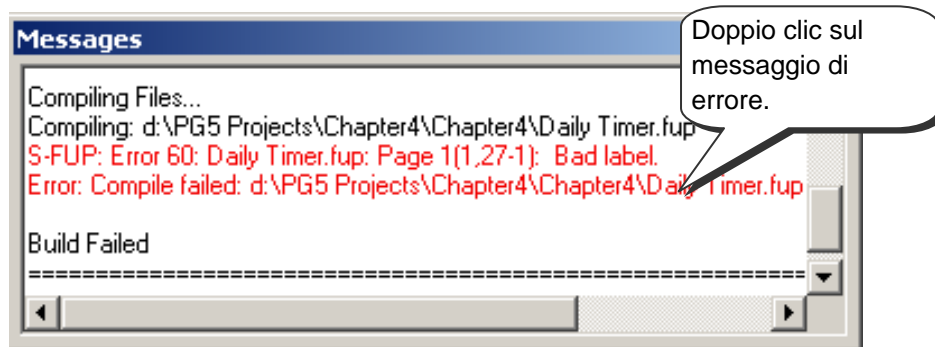 Messages
Doppio clic sul
messaggio di
errore.
Compiling Files...
Compiling: d:\PG5 Projects\Chapter4\Chapter4\Daily Timer.fup
S-FUP: Error 60: Daily Timer.fup: Page 1(1,27-1): Bad label.
Error: Compile failed: d:\PG5 Projects\Chapter4\Chapter4\Daily Timer.fup
Build Failed
==========================================================